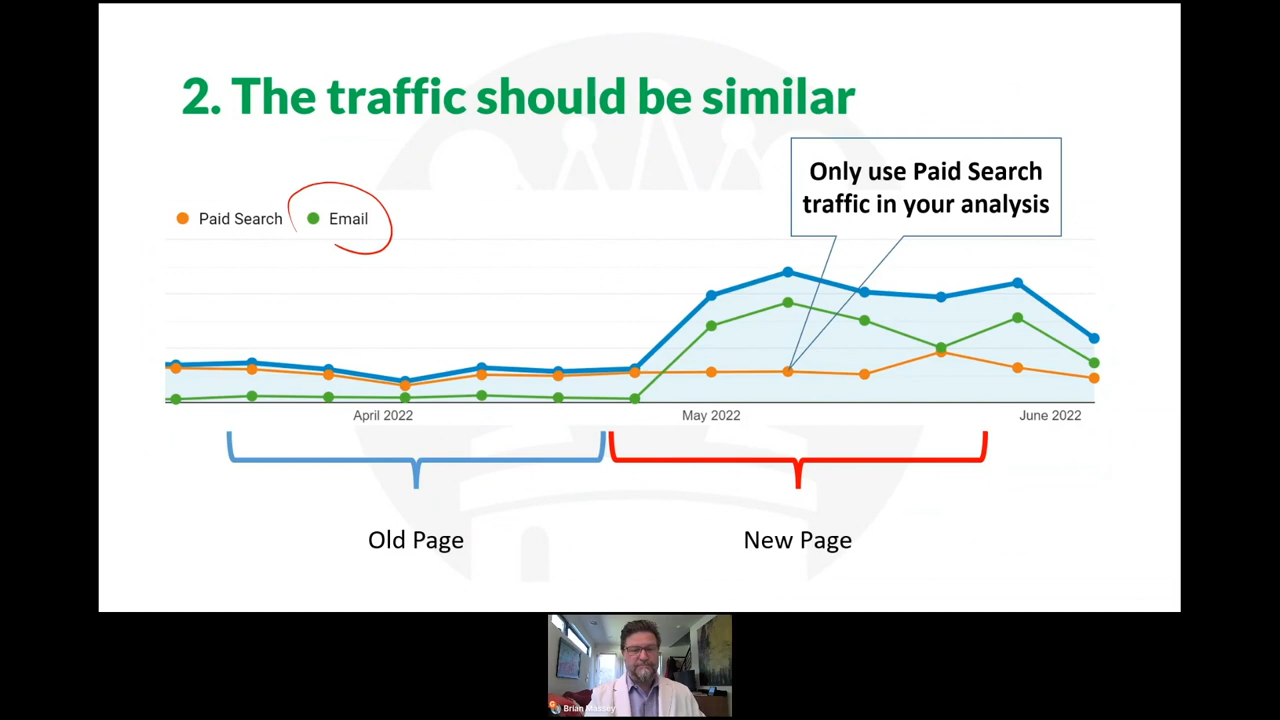 2. The traffic should be similar
Only use Paid Search
traffic in your analysis
Paid Search
Email
April 2022
May 2022
June 2022
Old Page
New Page
Brian Massey